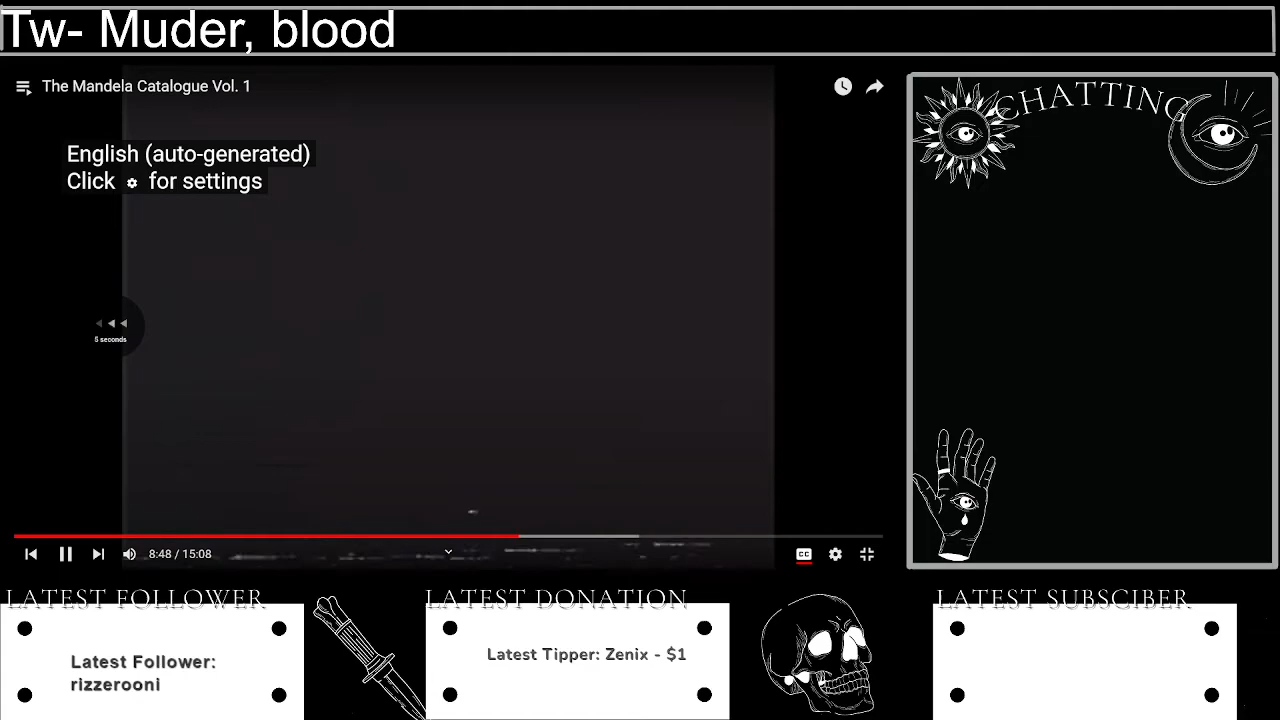 Tw- Muder, blood
The Mandela Catalogue Vol. 1
English (auto-generated)
Click for settings
5 seconds
8:48 / 15:08
CC
CHATTING
LATEST FOLLOWER
Latest Follower:
rizzerooni
LATEST DONATION
Latest Tipper: Zenix - $1
LATEST SUBSCIBER